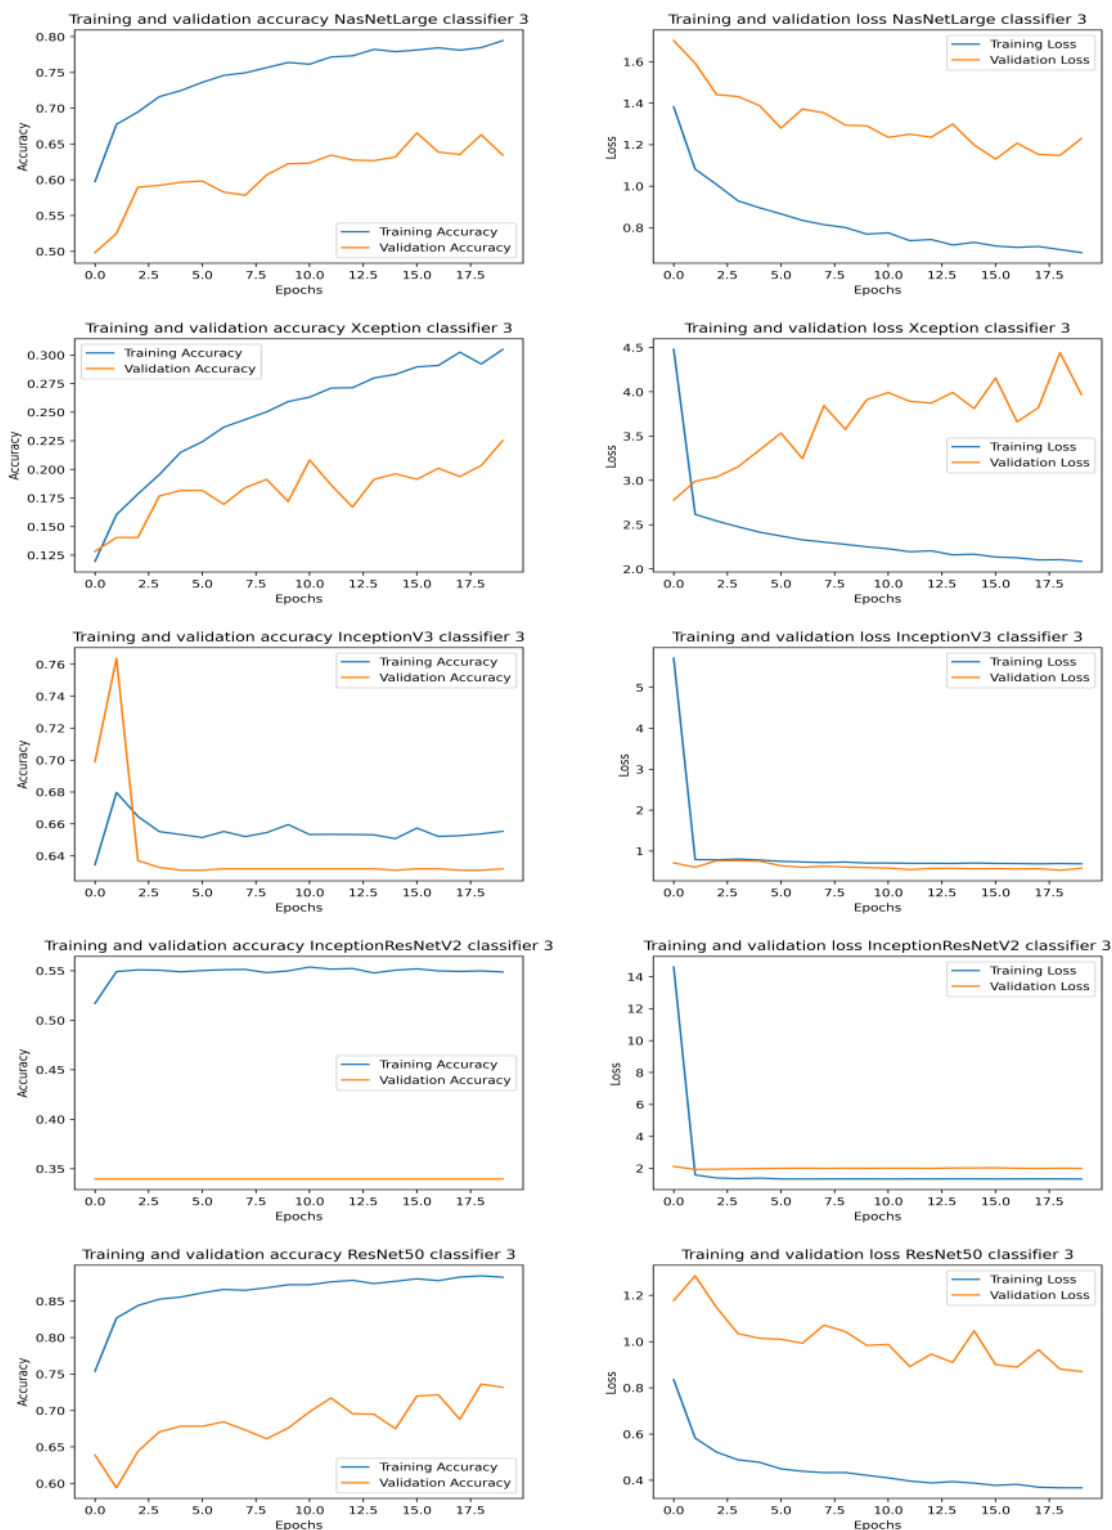 Training and validation accuracy NasNetLarge classifier 3
0.80
0.75
0.70
0.65
0.60
0.55
0.50
Accuracy
Training Accuracy
Validation Accuracy
0.0 2.5 5.0 7.5 10.0 12.5 15.0 17.5
Epochs
Training and validation loss NasNetLarge classifier 3
1.6
1.4
1.2
1.0
0.8
Loss
Training Loss
Validation Loss
0.0 2.5 5.0 7.5 10.0 12.5 15.0 17.5
Epochs
Training and validation accuracy Xception classifier 3
0.300
0.275
0.250
0.225
0.200
0.175
0.150
0.125
Accuracy
Training Accuracy
Validation Accuracy
0.0 2.5 5.0 7.5 10.0 12.5 15.0 17.5
Epochs
Training and validation loss Xception classifier 3
4.5
4.0
3.5
3.0
2.5
2.0
Loss
Training Loss
Validation Loss
0.0 2.5 5.0 7.5 10.0 12.5 15.0 17.5
Epochs
Training and validation accuracy InceptionV3 classifier 3
0.76
0.74
0.72
0.70
0.68
0.66
0.64
Accuracy
Training Accuracy
Validation Accuracy
0.0 2.5 5.0 7.5 10.0 12.5 15.0 17.5
Epochs
Training and validation loss InceptionV3 classifier 3
5
4
3
2
1
Loss
Training Loss
Validation Loss
0.0 2.5 5.0 7.5 10.0 12.5 15.0 17.5
Epochs
Training and validation accuracy InceptionResNetV2 classifier 3
0.55
0.50
0.45
0.40
0.35
Accuracy
Training Accuracy
Validation Accuracy
0.0 2.5 5.0 7.5 10.0 12.5 15.0 17.5
Epochs
Training and validation loss InceptionResNetV2 classifier 3
14
12
10
8
6
4
2
Loss
Training Loss
Validation Loss
0.0 2.5 5.0 7.5 10.0 12.5 15.0 17.5
Epochs
Training and validation accuracy ResNet50 classifier 3
0.85
0.80
0.75
0.70
0.65
0.60
Accuracy
Training Accuracy
Validation Accuracy
0.0 2.5 5.0 7.5 10.0 12.5 15.0 17.5
Epochs
Training and validation loss ResNet50 classifier 3
1.2
1.0
0.8
0.6
0.4
Loss
Training Loss
Validation Loss
0.0 2.5 5.0 7.5 10.0 12.5 15.0 17.5
Epochs